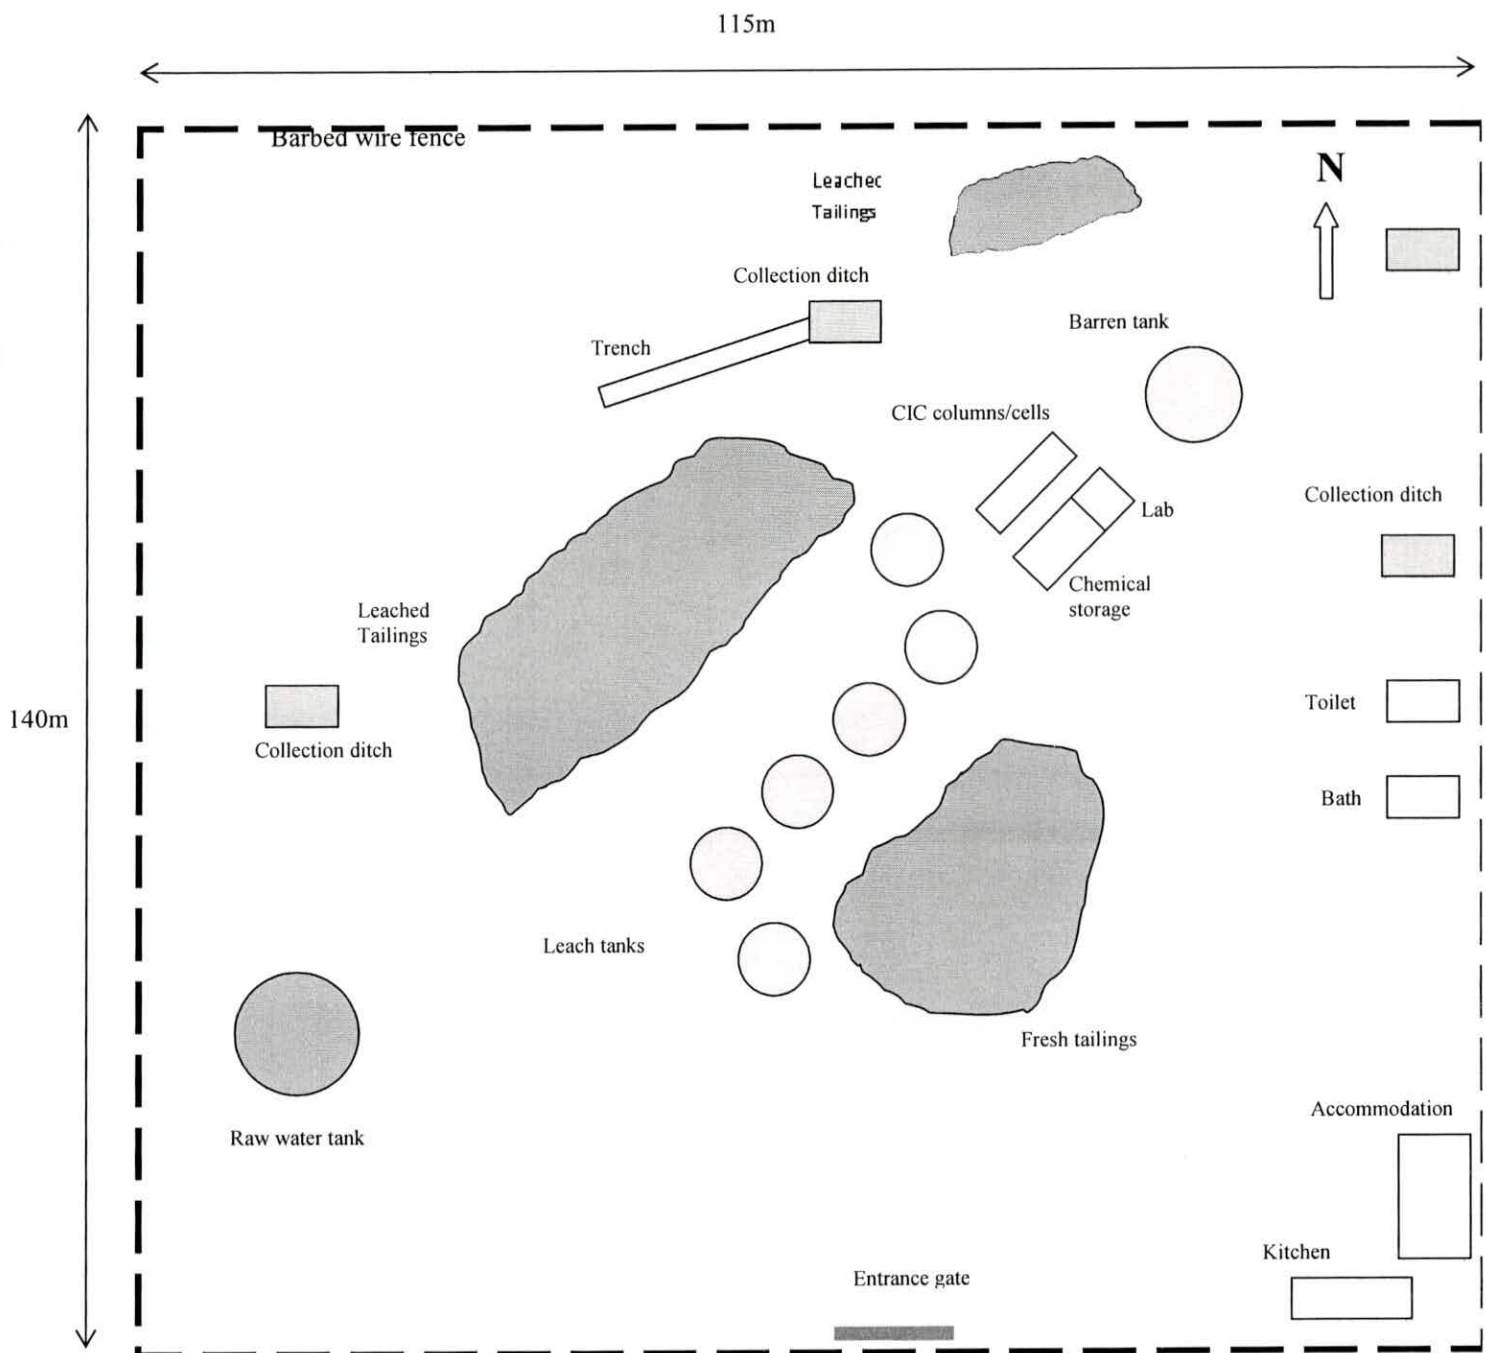 115m
Barbed wire fence
Leachec
Tailings
N
Collection ditch
Barren tank
Trench
CIC columns/cells
Collection ditch
Lab
Chemical
storage
Leached
Tailings
Toilet
140m
Collection ditch
Bath
Leach tanks
Fresh tailings
Accommodation
Raw water tank
Kitchen
Entrance gate